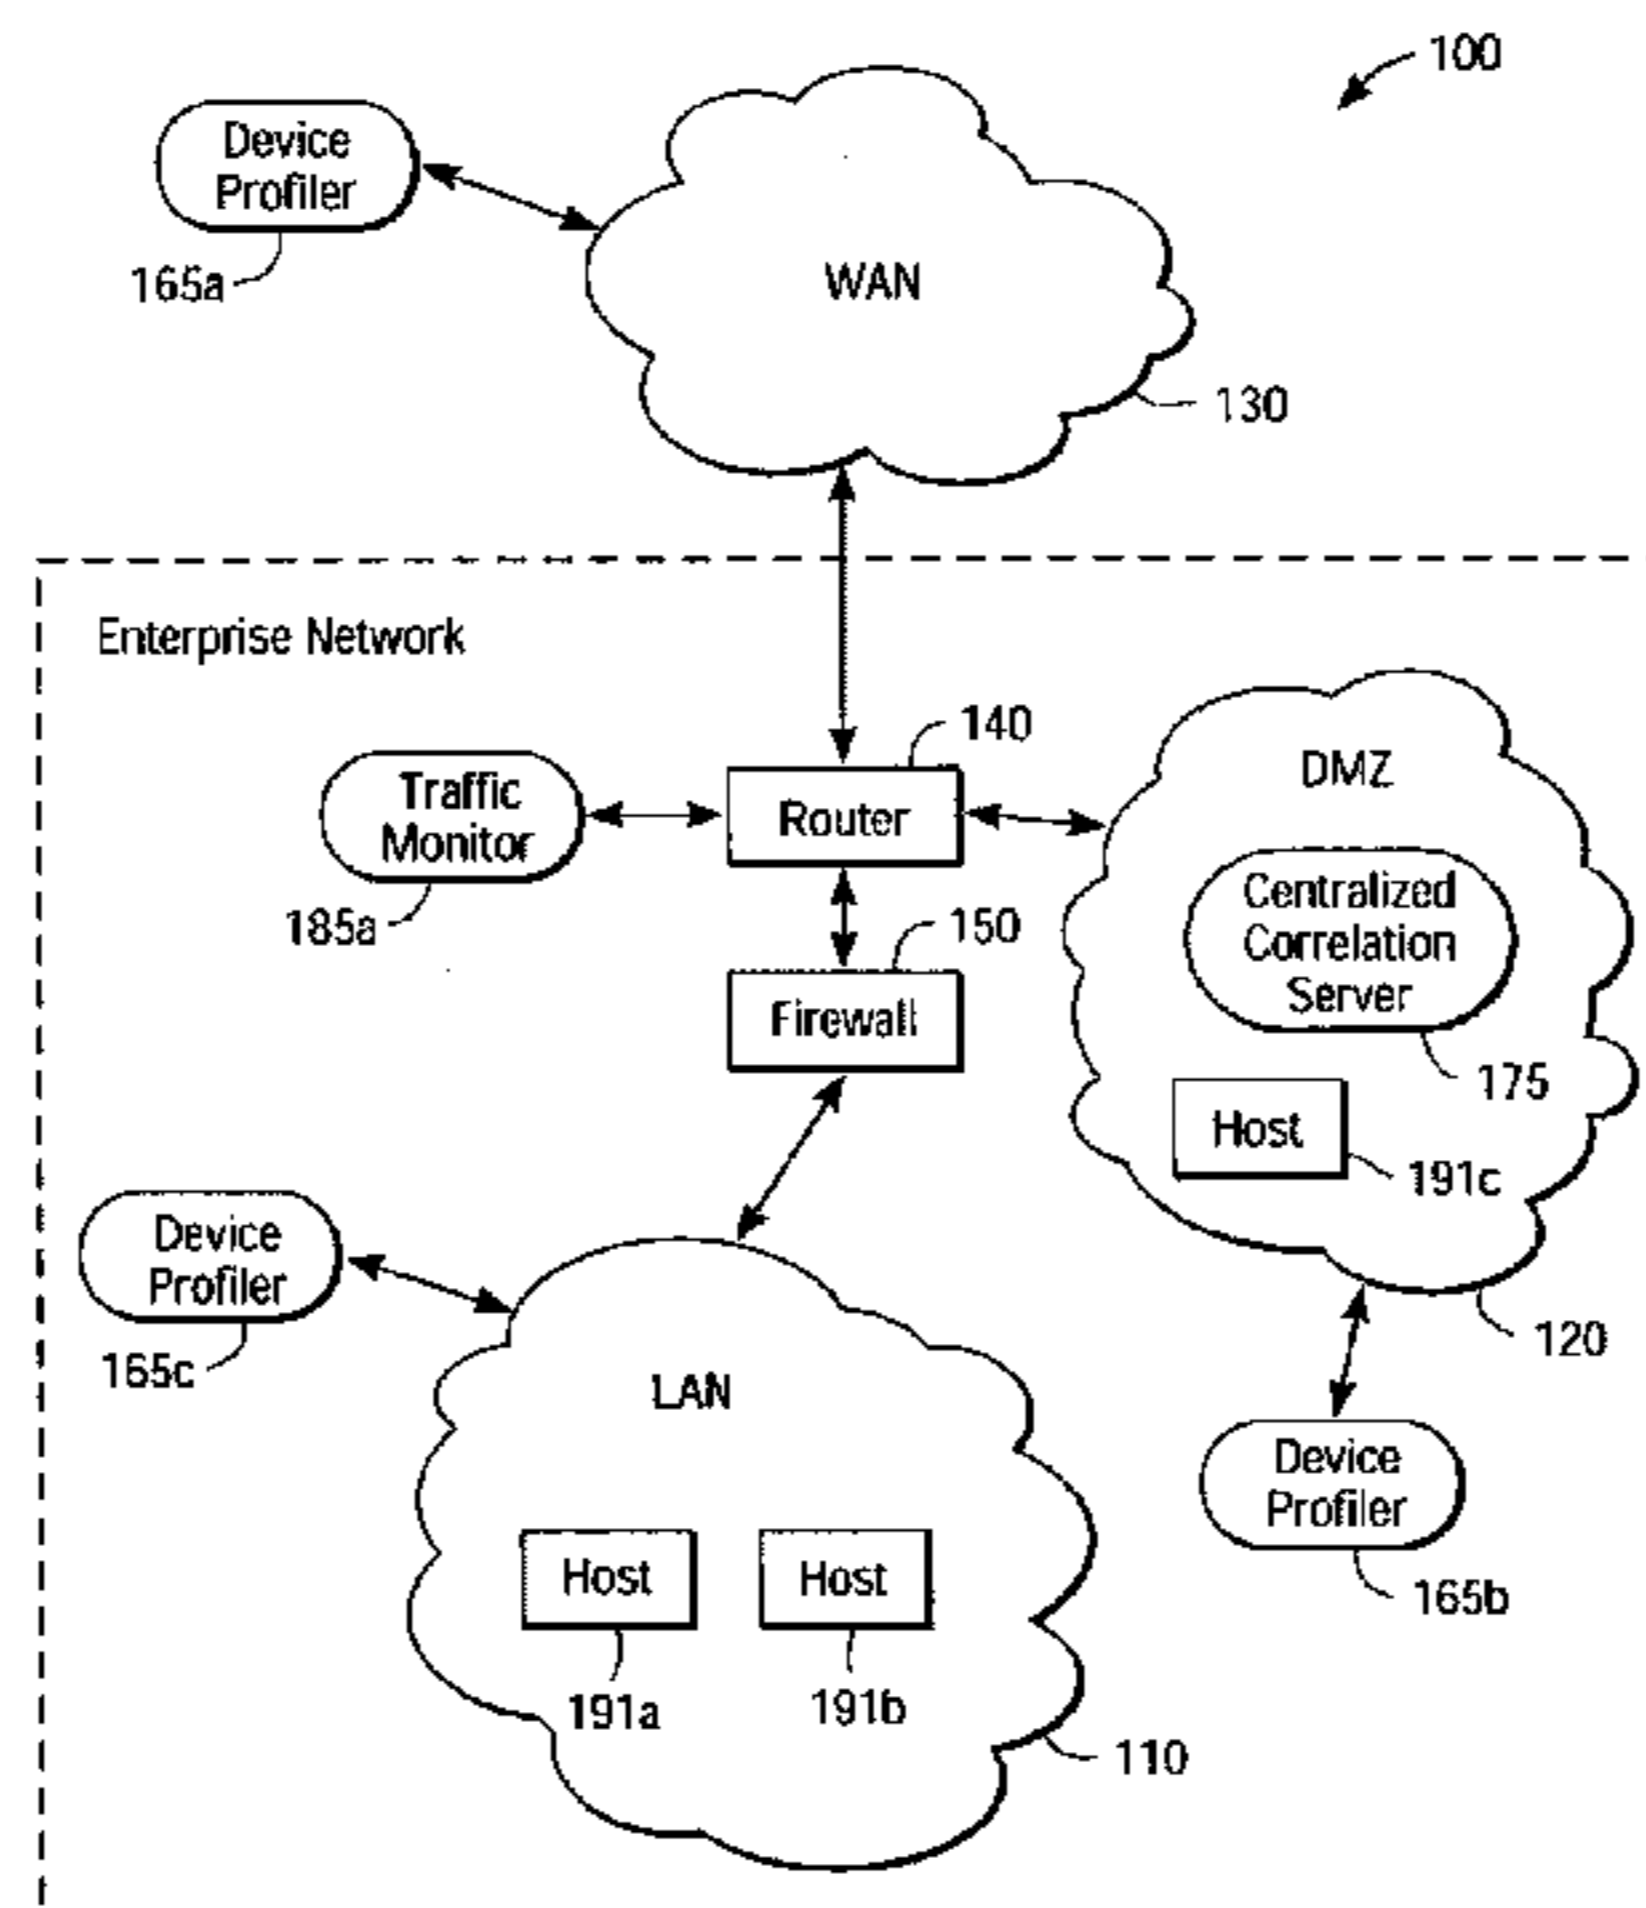 100
Device
Profiler
165a
WAN
130
Enterprise Network
140
Traffic
Monitor
185a
Router
DMZ
Centralized
Correlation
Server
175
150
Firewall
Host
191c
120
Device
Profiler
165c
LAN
Device
Profiler
165b
Host
191a
Host
191b
110